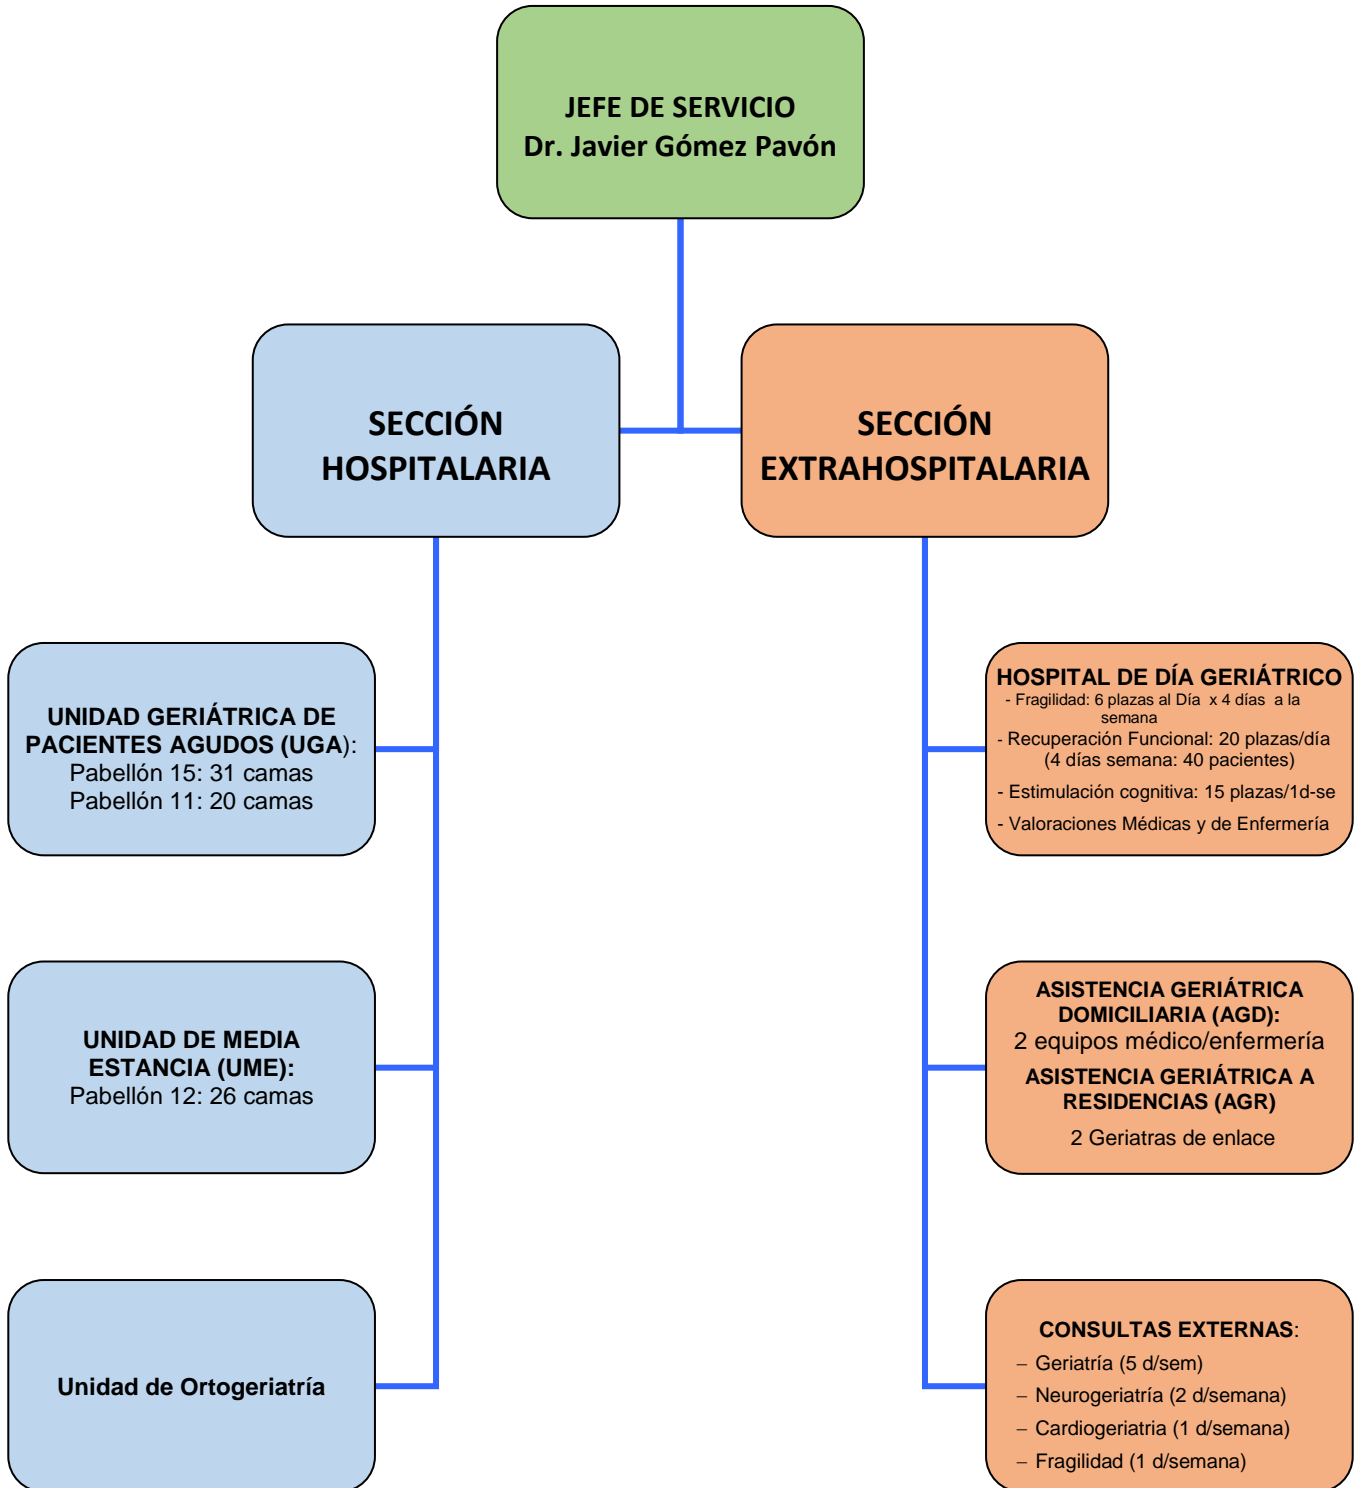 JEFE DE SERVICIO
Dr. Javier Gómez Pavón
SECCIÓN
HOSPITALARIA
SECCIÓN
EXTRAHOSPITALARIA
UNIDAD GERIÁTRICA DE
PACIENTES AGUDOS (UGA):
Pabellón 15: 31 camas
Pabellón 11: 20 camas
HOSPITAL DE DÍA GERIÁTRICO
- Fragilidad: 6 plazas al Día x 4 días a la
semana
- Recuperación Funcional: 20 plazas/día
(4 días semana: 40 pacientes)
- Estimulación cognitiva: 15 plazas/1d-se
- Valoraciones Médicas y de Enfermería
UNIDAD DE MEDIA
ESTANCIA (UME):
Pabellón 12: 26 camas
ASISTENCIA GERIÁTRICA
DOMICILIARIA (AGD):
2 equipos médico/enfermería
ASISTENCIA GERIÁTRICA A
RESIDENCIAS (AGR)
2 Geriatras de enlace
Unidad de Ortogeriatría
CONSULTAS EXTERNAS:
– Geriatría (5 d/sem)
– Neurogeriatría (2 d/semana)
– Cardiogeriatria (1 d/semana)
– Fragilidad (1 d/semana)